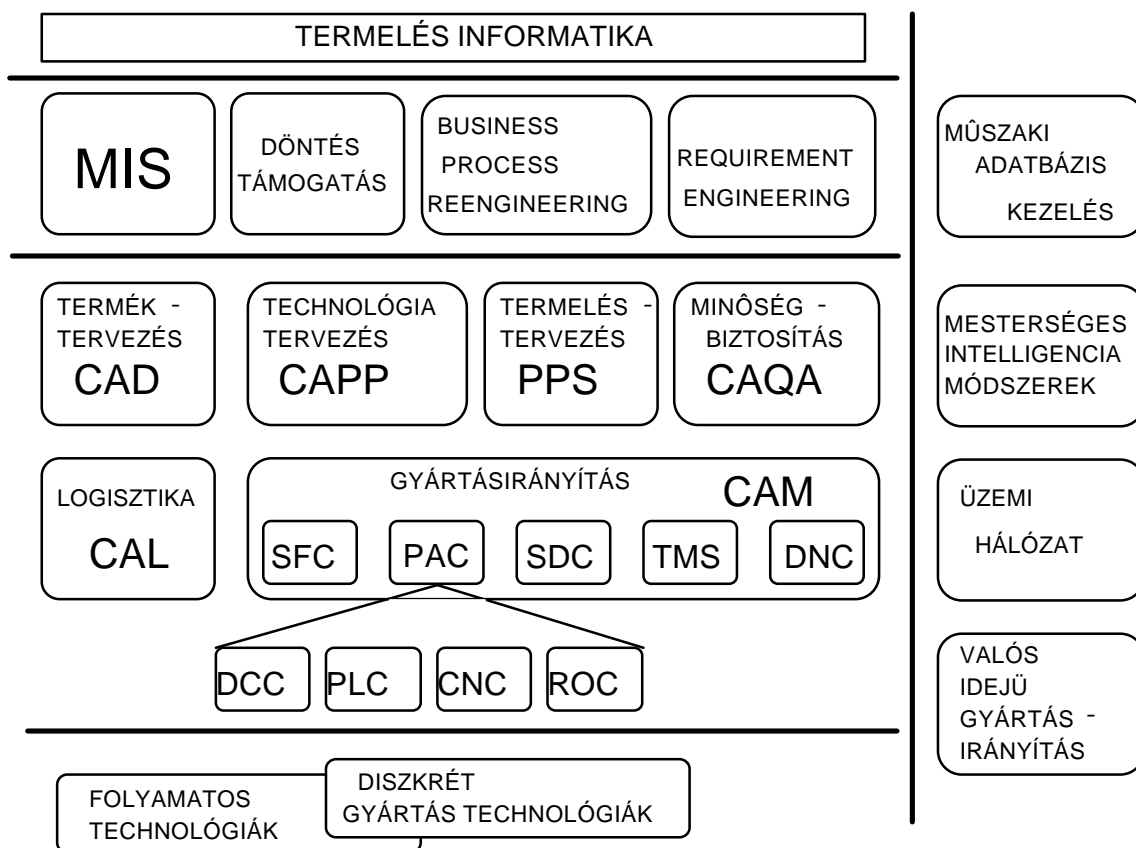 TERMELÉS INFORMATIKA
MIS
DÖNTÉS
TÁMOGATÁS
BUSINESS
PROCESS
REENGINEERING
REQUIREMENT
ENGINEERING
MÛSZAKI
ADATBÁZIS
KEZELÉS
TERMÉK -
TERVEZÉS
CAD
TECHNOLÓGIA
TERVEZÉS
CAPP
TERMELÉS -
TERVEZÉS
PPS
MINÔSÉG -
BIZTOSÍTÁS
CAQA
MESTERSÉGES
INTELLIGENCIA
MÓDSZEREK
LOGISZTIKA
CAL
GYÁRTÁSIRÁNYÍTÁS
CAM
SFC
PAC
SDC
TMS
DNC
ÜZEMI
HÁLÓZAT
DCC
PLC
CNC
ROC
VALÓS
IDEJÜ
GYÁRTÁS -
IRÁNYÍTÁS
FOLYAMATOS
TECHNOLÓGIÁK
DISZKRÉT
GYÁRTÁS TECHNOLÓGIÁK